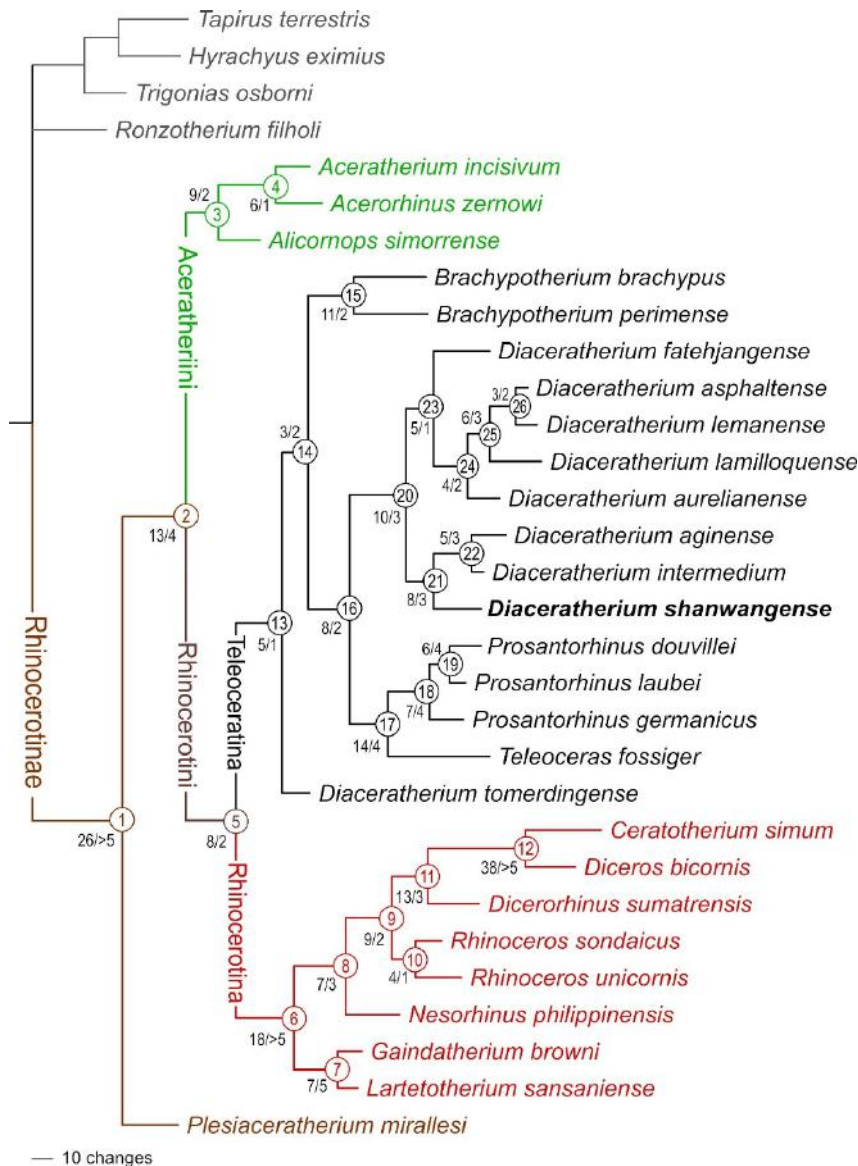 Tapirus terrestris
Hyrachyus eximius
Trigonias osborni
Ronzotherium filholi
Aceratherium incisivum
9/2
4
3
6/1
Acerorhinus zernowi
Alicornops simorrense
Aceratheriini
Brachypotherium brachypus
15
11/2
Brachypotherium perimense
Diaceratherium fatehjangense
23
5/1
Diaceratherium asphaltense
3/2
26
6/3
25
Diaceratherium lemanense
3/2
14
24
4/2
Diaceratherium lamilloquense
20
10/3
Diaceratherium aurelianense
2
13/4
Diaceratherium aginense
5/3
22
21
8/3
Diaceratherium intermedium
16
8/2
Diaceratherium shanwangense
13
5/1
Rhinocerotinae
Rhinocerotini
Teleoceratina
Prosantorhinus douvillei
6/4
19
Prosantorhinus laubei
18
7/4
Prosantorhinus germanicus
17
14/4
Teleoceras fossiger
Diaceratherium tomerdingense
1
26/>5
5
8/2
Ceratotherium simum
12
38/>5
Diceros bicornis
11
13/3
Dicerorhinus sumatrensis
Rhinocerotina
9
9/2
Rhinoceros sondaicus
10
4/1
Rhinoceros unicornis
8
7/3
Nesorhinus philippinensis
6
18/>5
Gaindatherium browni
7
7/5
Lartetotherium sansaniense
Plesiaceratherium mirallesi
10 changes